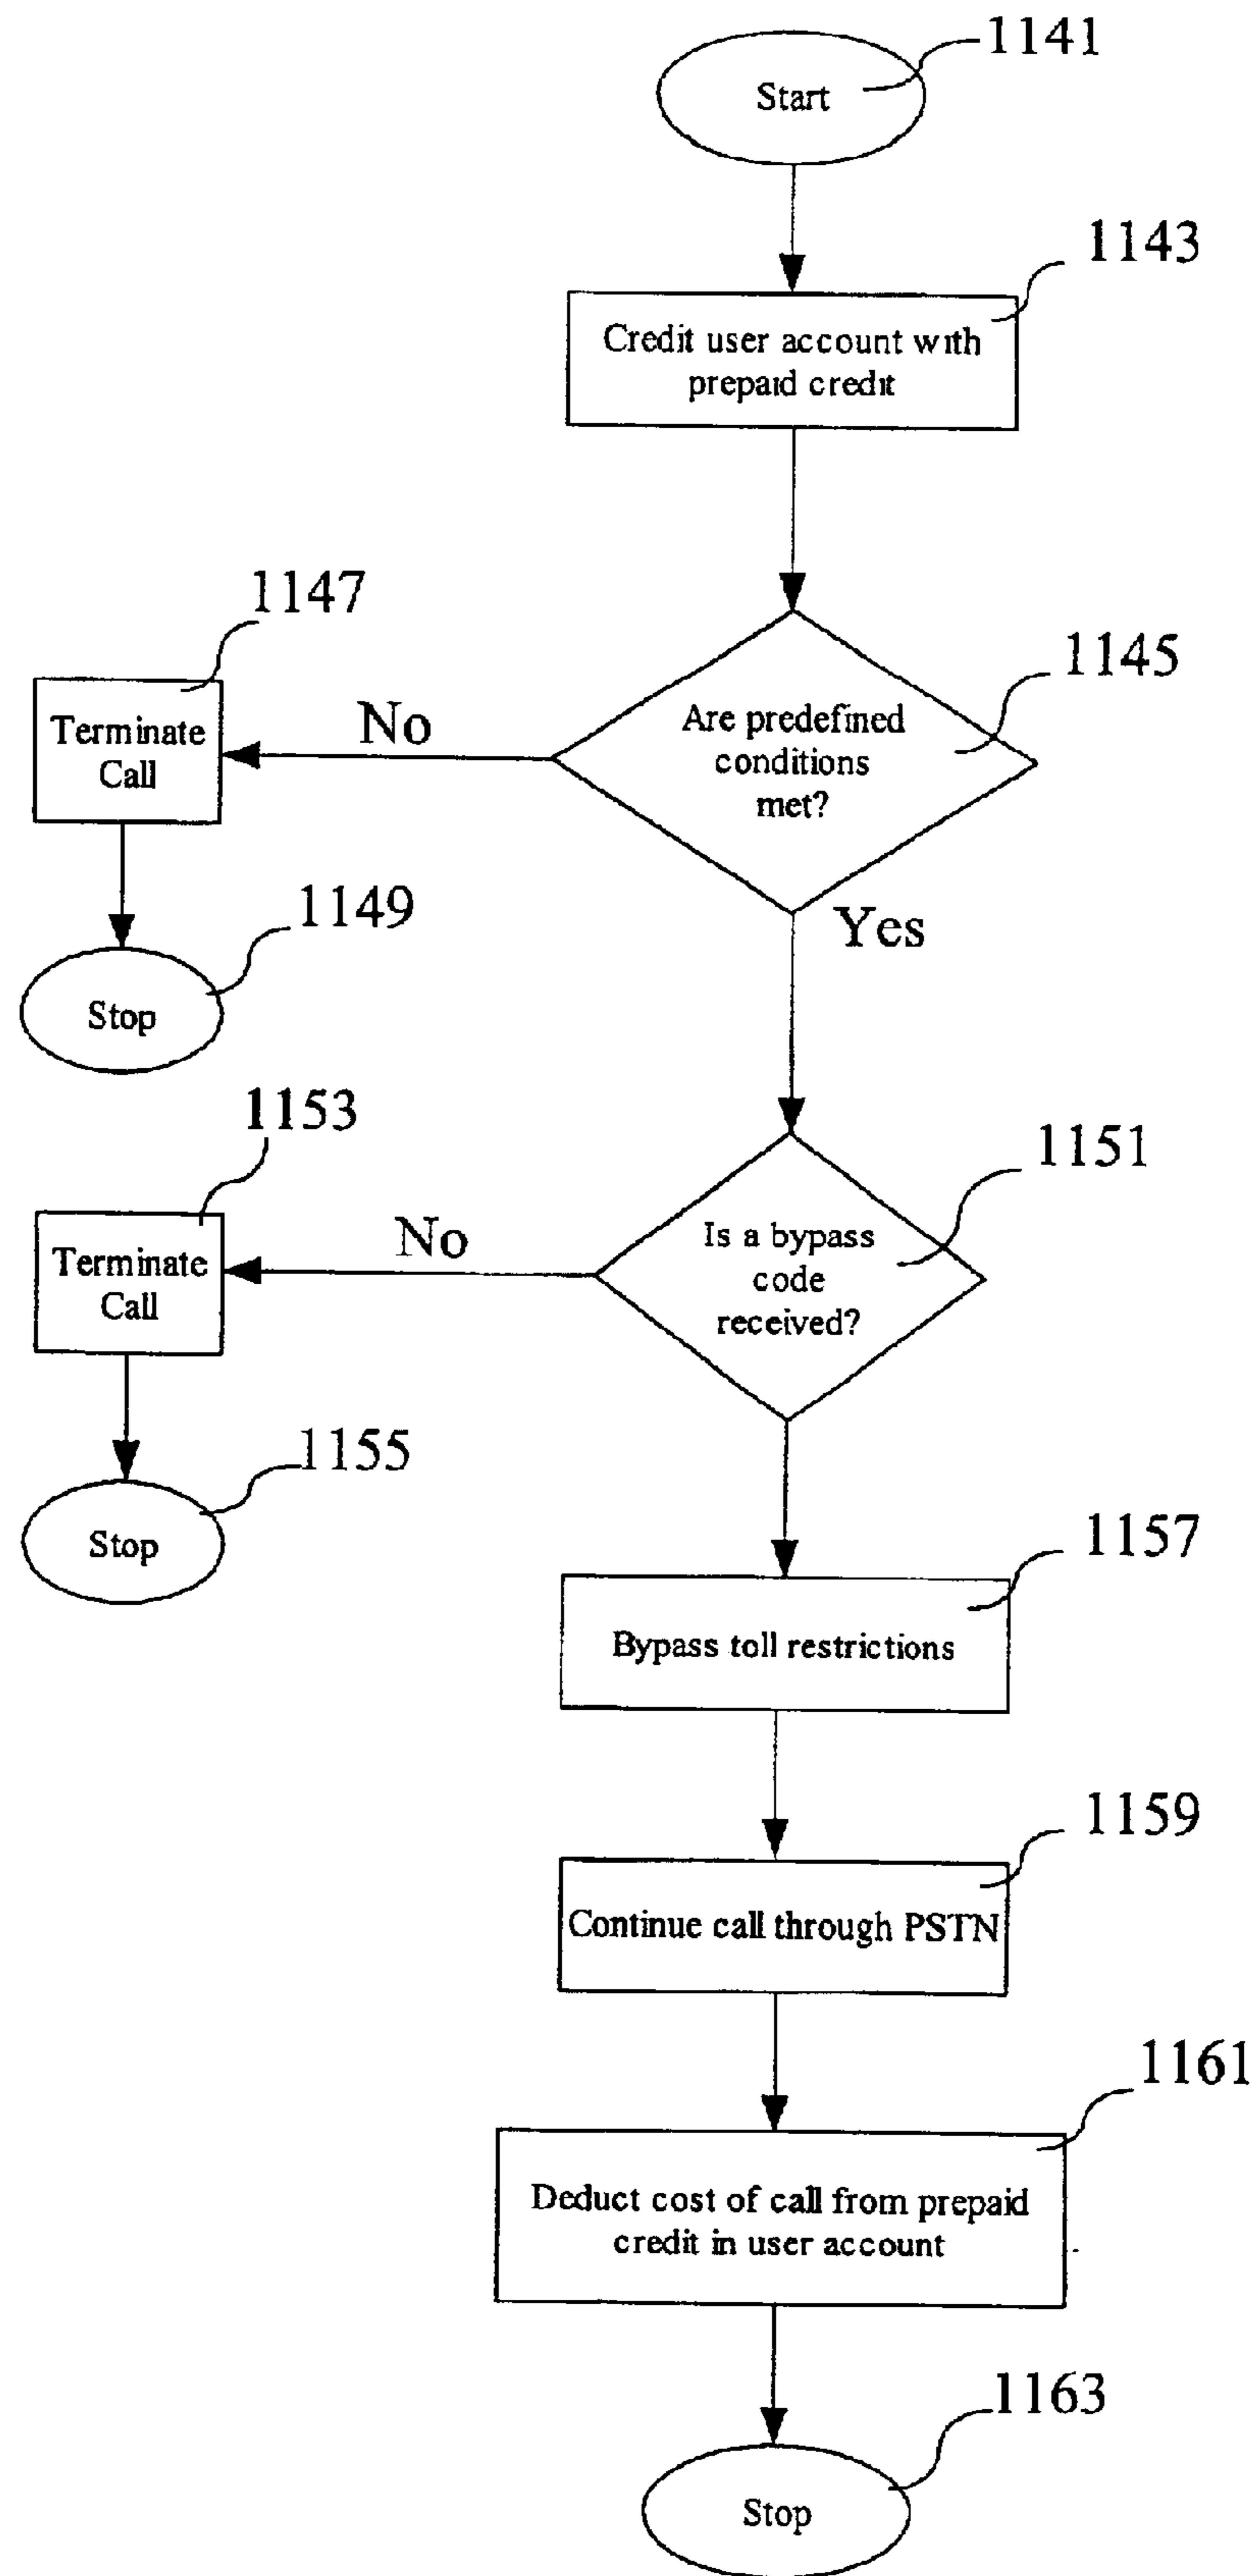 1141
Start
1143
Credit user account with
prepaid credit
1147
1145
Terminate
Call
No
Are predefined
conditions
met?
1149
Yes
Stop
1153
1151
Terminate
Call
No
Is a bypass
code
received?
1155
Stop
1157
Bypass toll restrictions
1159
Continue call through PSTN
1161
Deduct cost of call from prepaid
credit in user account
1163
Stop